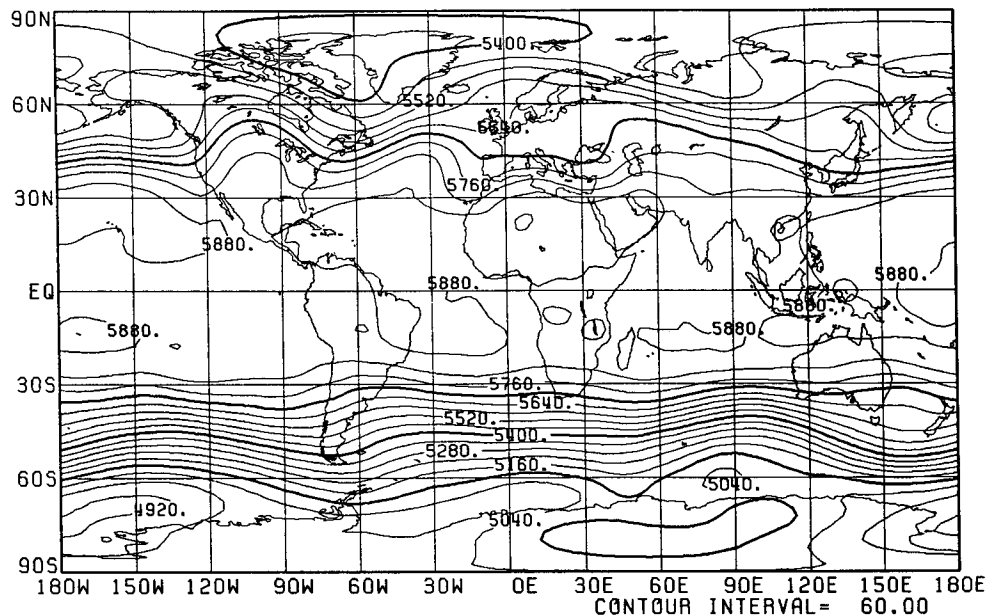 90N
5400.
60N
5520.
5640.
5760.
30N
5880.
5880.
5880.
EQ
5880.
5880.
5880.
30S
5760.
5640.
5520.
5400.
5280.
5160.
60S
5040.
4920.
5040.
90S
180W 150W 120W 90W 60W 30W 0E 30E 60E 90E 120E 150E 180E
CONTOUR INTERVAL= 60.00